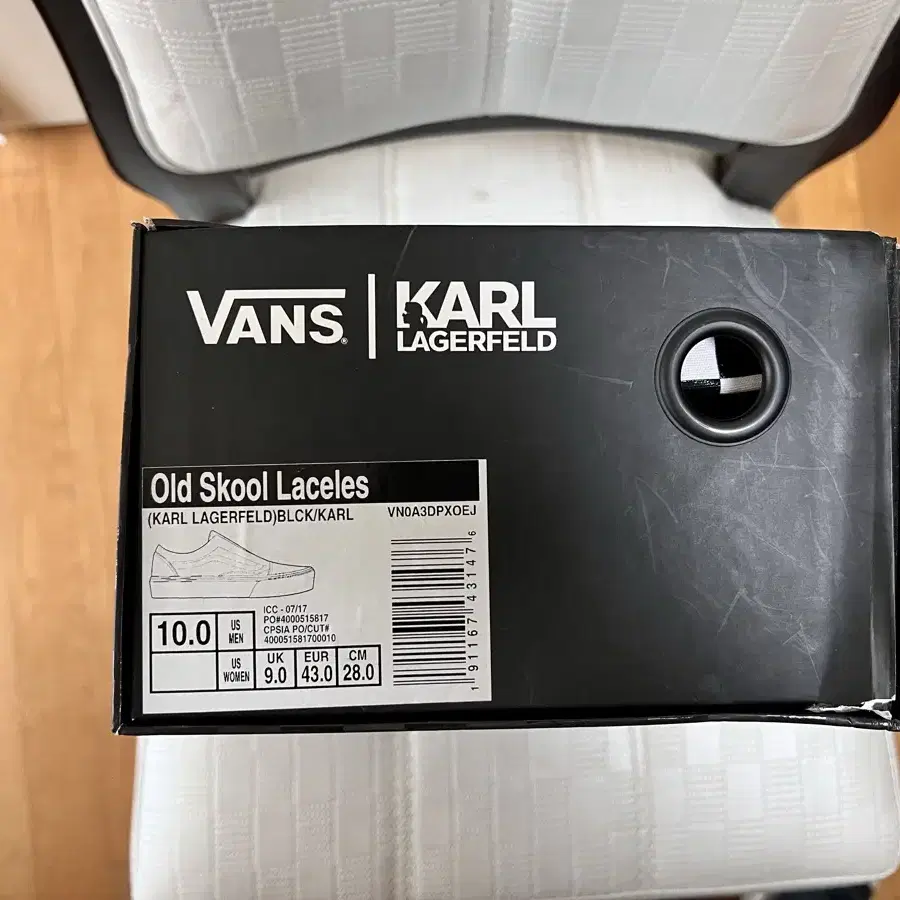 VANS® | KARL LAGERFELD
Old Skool Laceles
(KARL LAGERFELD)BLCK/KARL VN0A3DPXOEJ
ICC - 07/17
PO#4000515817
CPSIA PO/CUT#
400051581700010
10.0 US MEN
US WOMEN
UK 9.0 EUR 43.0 CM 28.0
1 91167 43147 6